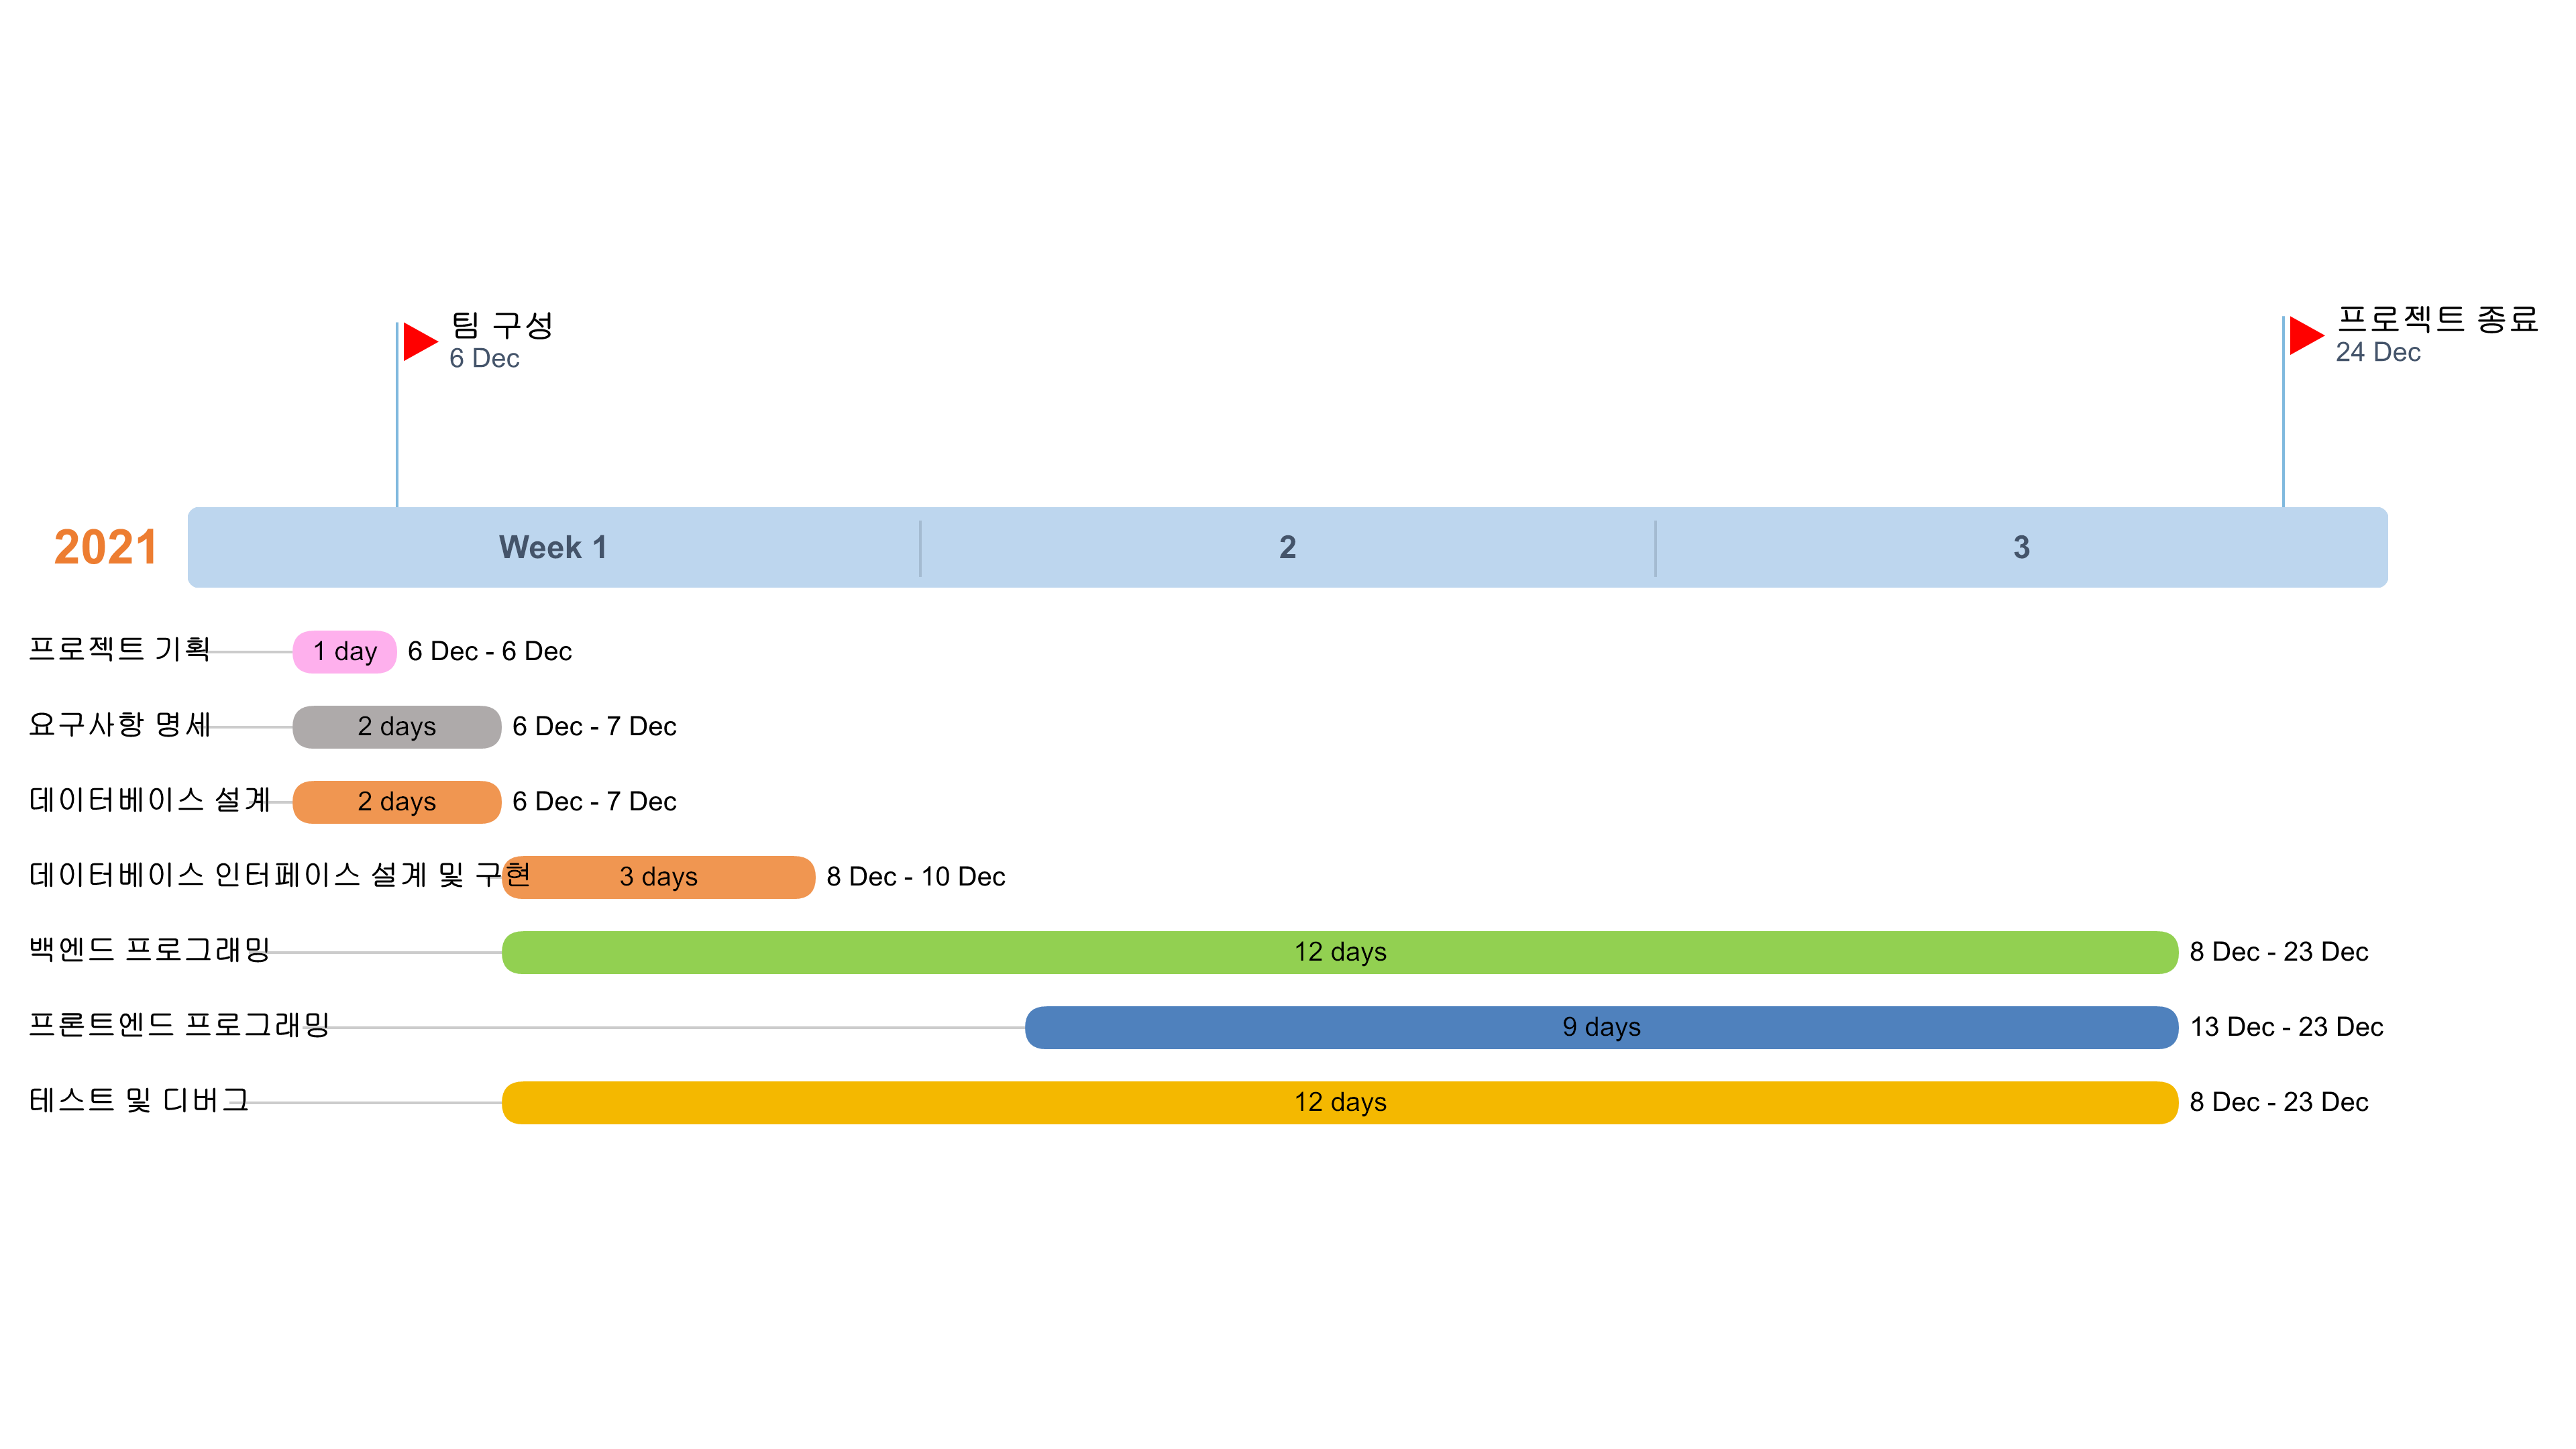 팀 구성
6 Dec
프로젝트 종료
24 Dec
2021
Week 1
2
3
프로젝트 기획
1 day
6 Dec - 6 Dec
요구사항 명세
2 days
6 Dec - 7 Dec
데이터베이스 설계
2 days
6 Dec - 7 Dec
데이터베이스 인터페이스 설계 및 구현
3 days
8 Dec - 10 Dec
백엔드 프로그래밍
12 days
8 Dec - 23 Dec
프론트엔드 프로그래밍
9 days
13 Dec - 23 Dec
테스트 및 디버그
12 days
8 Dec - 23 Dec